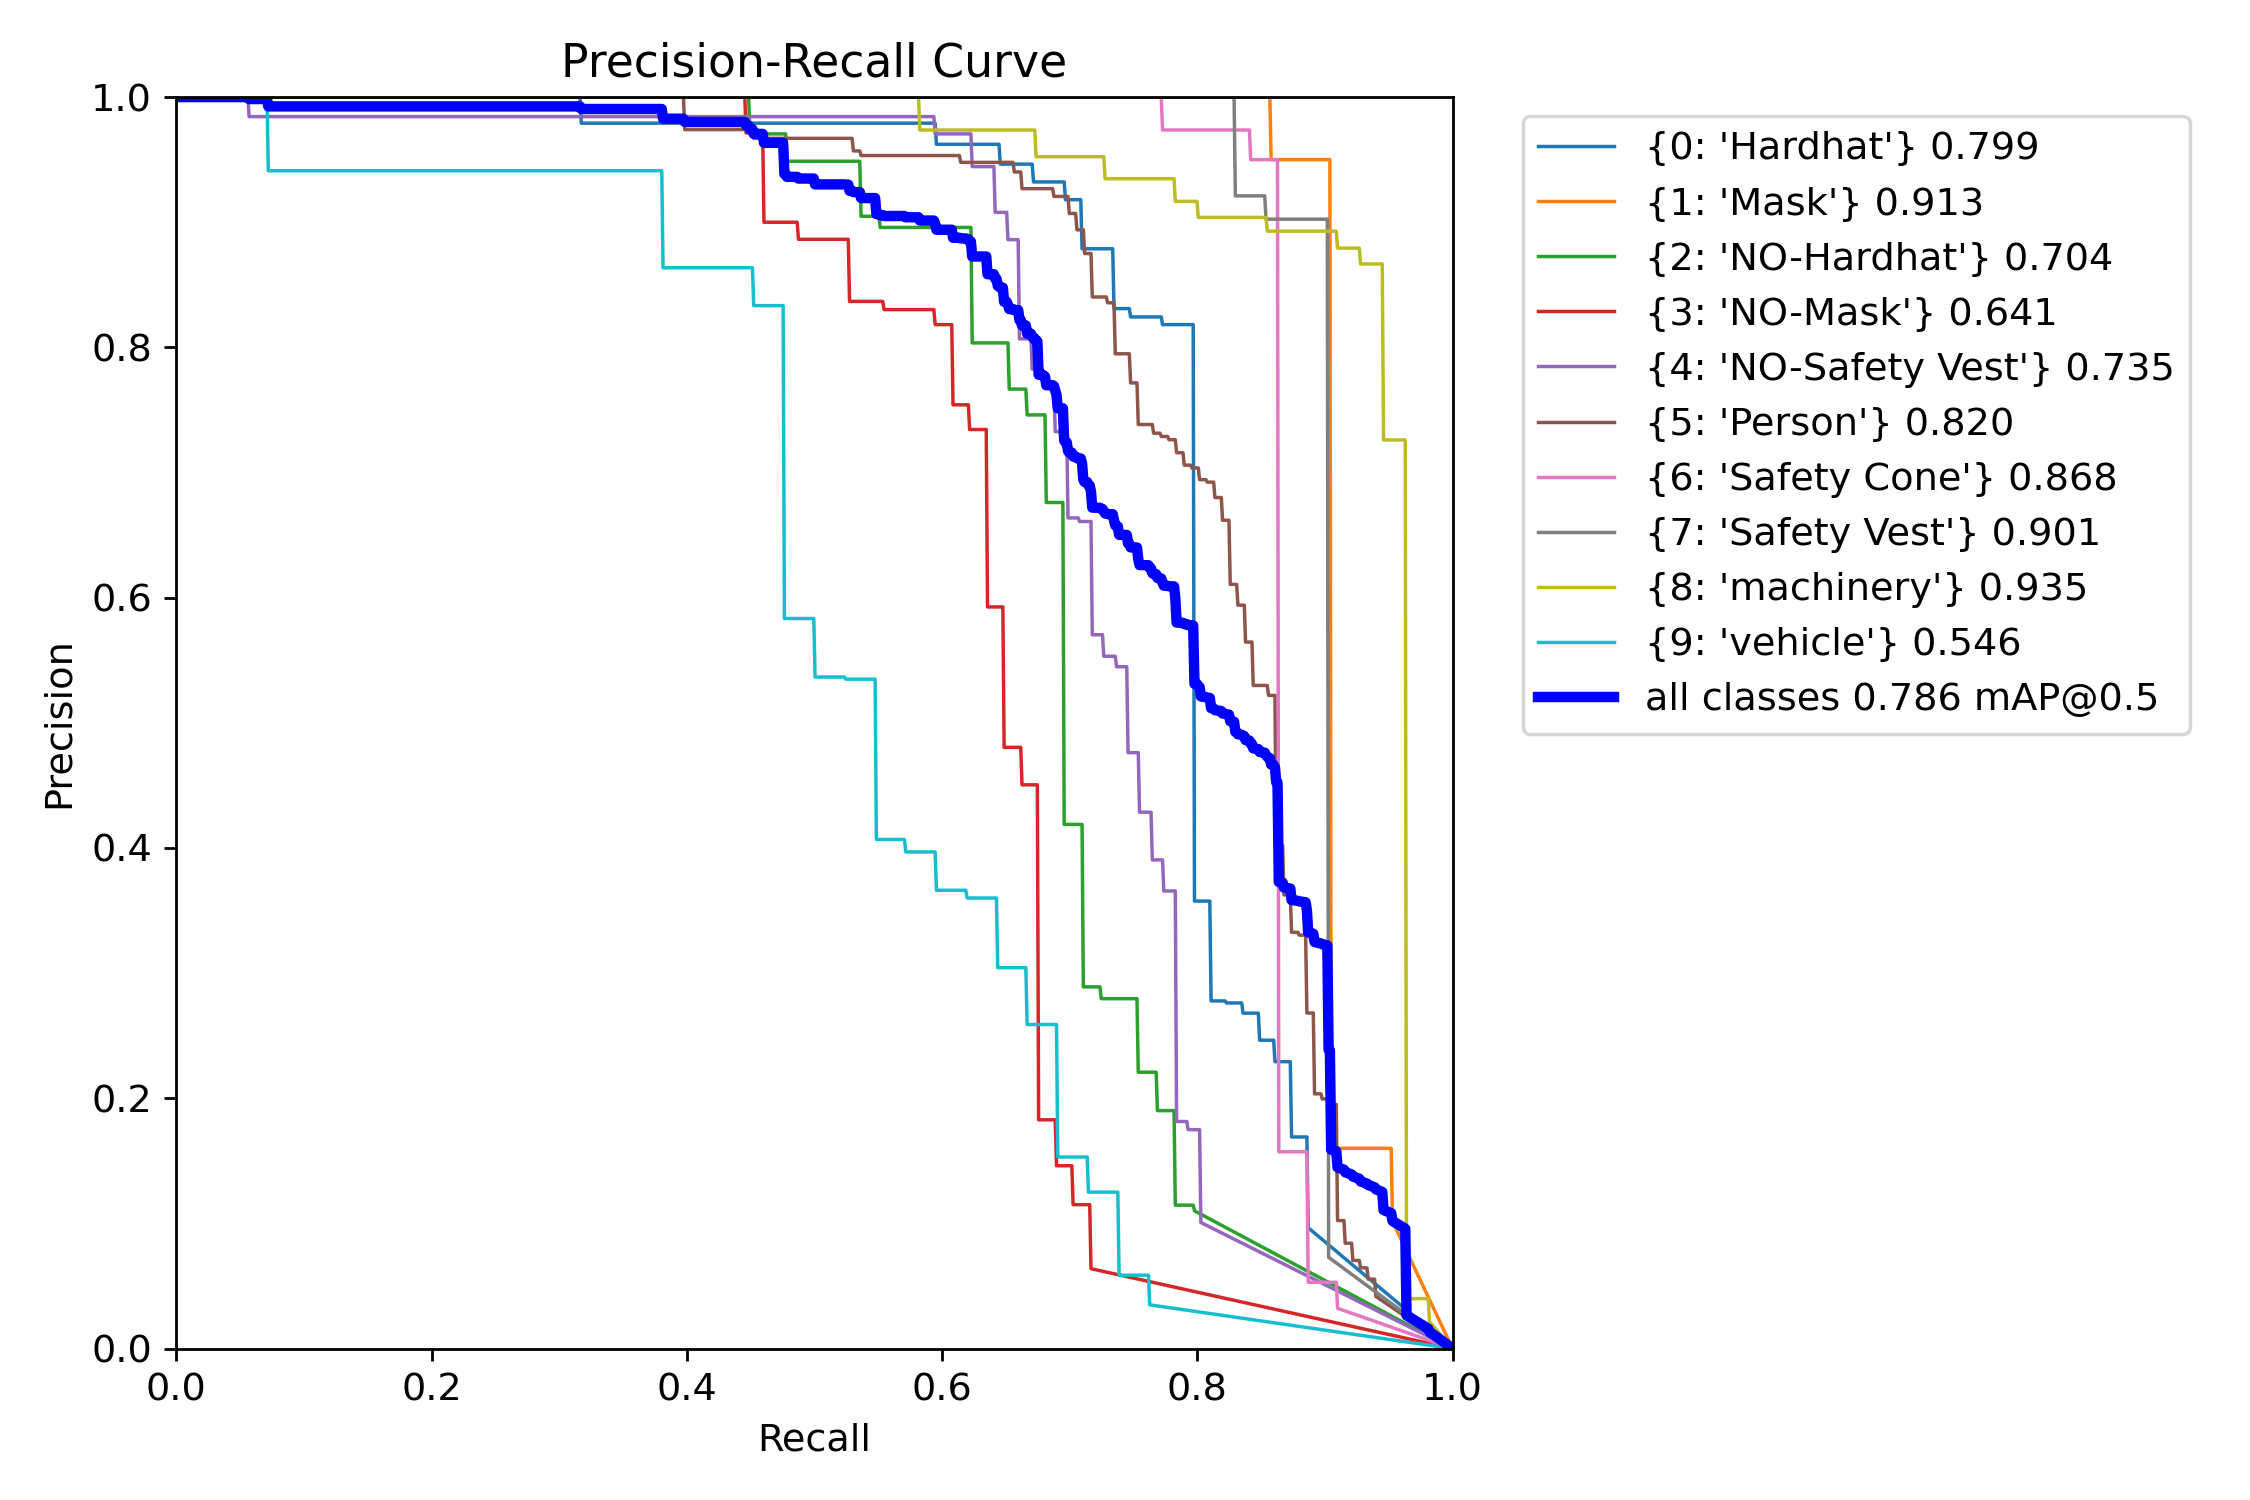 Precision-Recall Curve
1.0
0.8
0.6
0.4
0.2
0.0
Precision
0.0 0.2 0.4 0.6 0.8 1.0
Recall
{0: 'Hardhat'} 0.799
{1: 'Mask'} 0.913
{2: 'NO-Hardhat'} 0.704
{3: 'NO-Mask'} 0.641
{4: 'NO-Safety Vest'} 0.735
{5: 'Person'} 0.820
{6: 'Safety Cone'} 0.868
{7: 'Safety Vest'} 0.901
{8: 'machinery'} 0.935
{9: 'vehicle'} 0.546
all classes 0.786 mAP@0.5